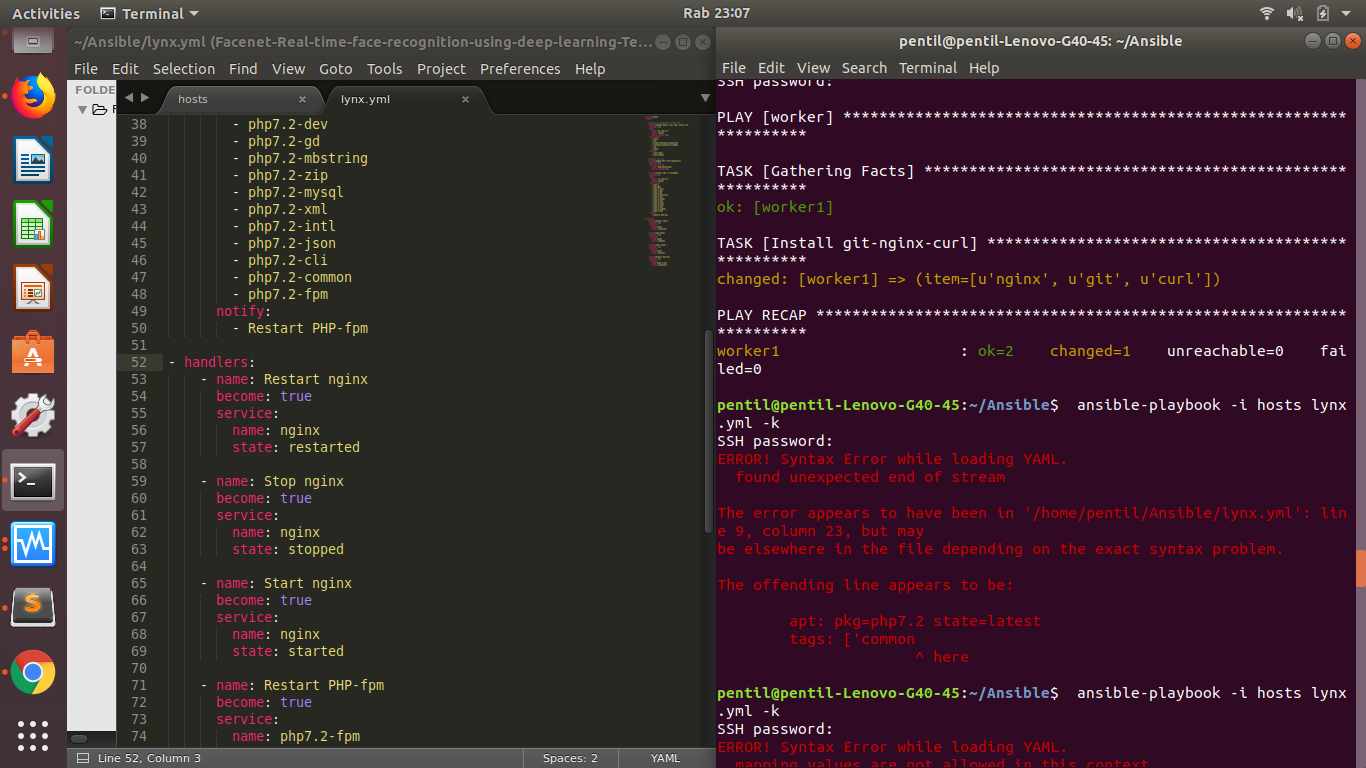 Activities
Terminal
Rab 23:07
~/Ansible/lynx.yml (Facenet-Real-time-face-recognition-using-deep-learning-Te...
File Edit Selection Find View Goto Tools Project Preferences Help
FOLDE
hosts
lynx.yml
38 - php7.2-dev
39 - php7.2-gd
40 - php7.2-mbstring
41 - php7.2-zip
42 - php7.2-mysql
43 - php7.2-xml
44 - php7.2-intl
45 - php7.2-json
46 - php7.2-cli
47 - php7.2-common
48 - php7.2-fpm
49 notify:
50 - Restart PHP-fpm
51
52 - handlers:
53 - name: Restart nginx
54 become: true
55 service:
56 name: nginx
57 state: restarted
58
59 - name: Stop nginx
60 become: true
61 service:
62 name: nginx
63 state: stopped
64
65 - name: Start nginx
66 become: true
67 service:
68 name: nginx
69 state: started
70
71 - name: Restart PHP-fpm
72 become: true
73 service:
74 name: php7.2-fpm
Line 52, Column 3
Spaces: 2
YAML
pentil@pentil-Lenovo-G40-45: ~/Ansible
File Edit View Search Terminal Help
SSH password:
PLAY [worker] ********************************************************
**********
TASK [Gathering Facts] ***********************************************
**********
ok: [worker1]
TASK [Install git-nginx-curl] ****************************************
**********
changed: [worker1] => (item=[u'nginx', u'git', u'curl'])
PLAY RECAP ***********************************************************
**********
worker1 : ok=2 changed=1 unreachable=0 fai
led=0
pentil@pentil-Lenovo-G40-45:~/Ansible$ ansible-playbook -i hosts lynx
.yml -k
SSH password:
ERROR! Syntax Error while loading YAML.
found unexpected end of stream
The error appears to have been in '/home/pentil/Ansible/lynx.yml': lin
e 9, column 23, but may
be elsewhere in the file depending on the exact syntax problem.
The offending line appears to be:
apt: pkg=php7.2 state=latest
tags: ['common
^ here
pentil@pentil-Lenovo-G40-45:~/Ansible$ ansible-playbook -i hosts lynx
.yml -k
SSH password:
ERROR! Syntax Error while loading YAML.
mapping values are not allowed in this context